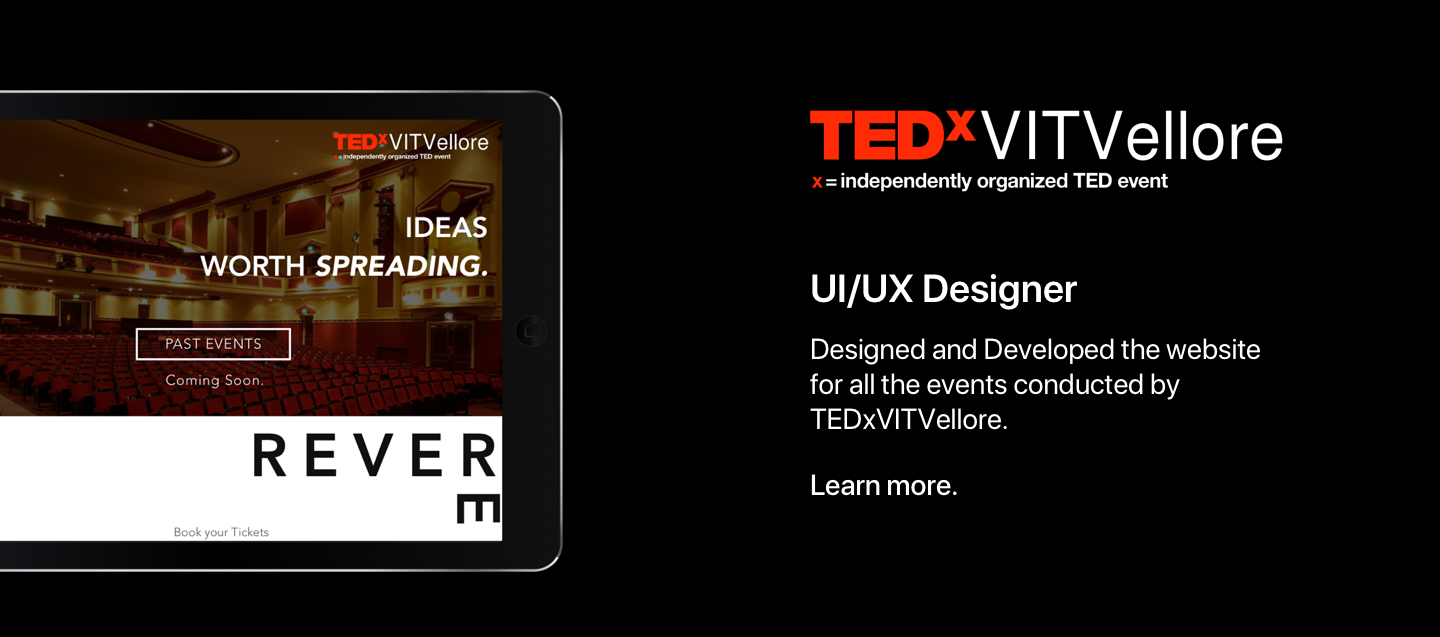 TEDxVITVellore
x = independently organized TED event
IDEAS
WORTH SPREADING.
PAST EVENTS
Coming Soon.
REVER
E
Book your Tickets
TEDxVITVellore
x = independently organized TED event
UI/UX Designer
Designed and Developed the website
for all the events conducted by
TEDxVITVellore.
Learn more.